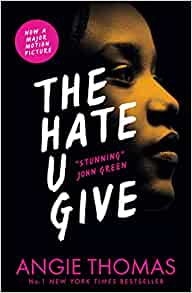 NOW A
MAJOR
MOTION
PICTURE
THE
HATE
U
GIVE
"STUNNING"
JOHN GREEN
ANGIE THOMAS
No.1 NEW YORK TIMES BESTSELLER